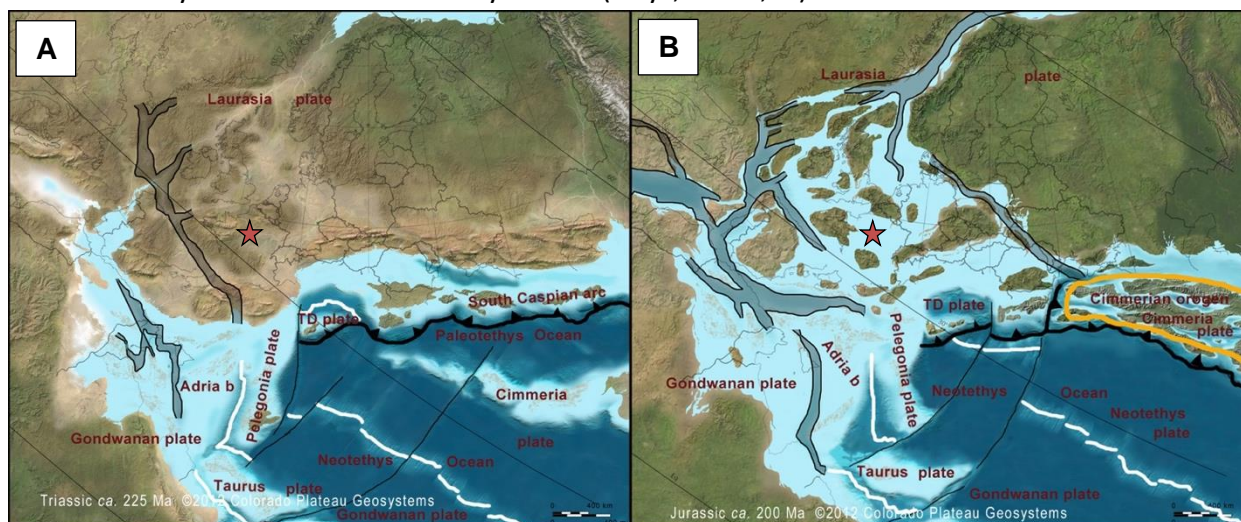 A
Laurasia plate
South Caspian arc
TD plate
Paleotethys Ocean
Pelegonia plate
Adria b
Cimmeria
plate
Gondwanan plate
Neotethys Ocean
Taurus plate
Gondwanan plate
Triassic ca. 225 Ma ©2012 Colorado Plateau Geosystems
400 km
B
Laurasia plate
Cimmerian orogen
Cimmeria
plate
TD plate
Pelegonia plate
Adria b
Gondwanan plate
Neotethys Ocean
Neotethys
plate
Taurus plate
Gondwanan plate
Jurassic ca. 200 Ma ©2012 Colorado Plateau Geosystems
400 km